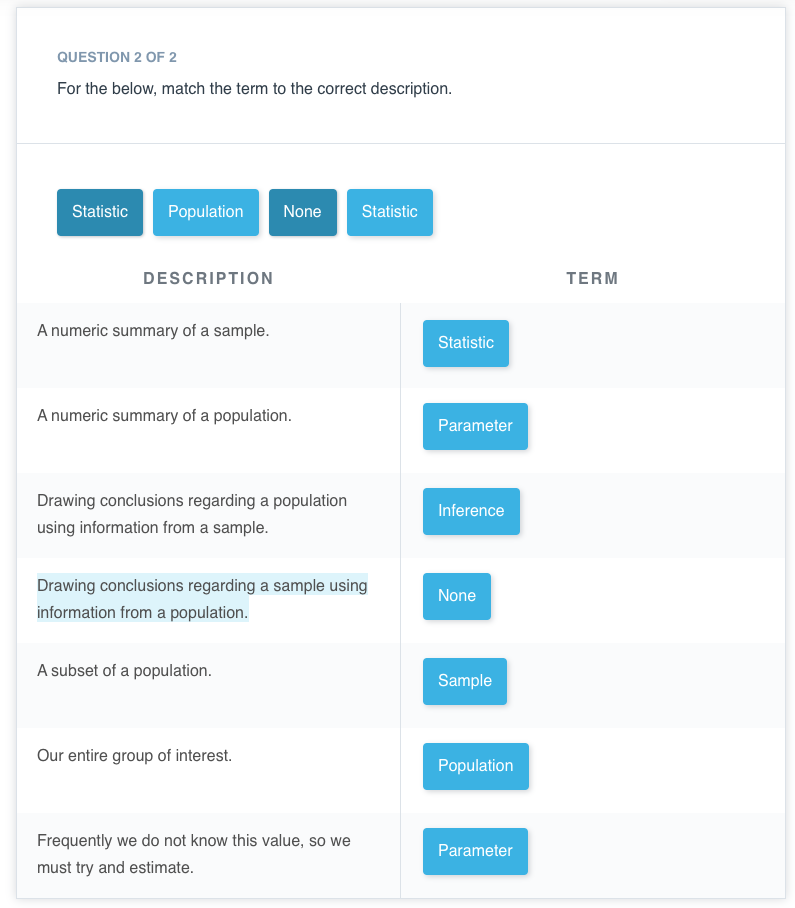 QUESTION 2 OF 2
For the below, match the term to the correct description.
Statistic Population None Statistic
DESCRIPTION TERM
A numeric summary of a sample. Statistic
A numeric summary of a population. Parameter
Drawing conclusions regarding a population
using information from a sample. Inference
Drawing conclusions regarding a sample using
information from a population. None
A subset of a population. Sample
Our entire group of interest. Population
Frequently we do not know this value, so we
must try and estimate. Parameter